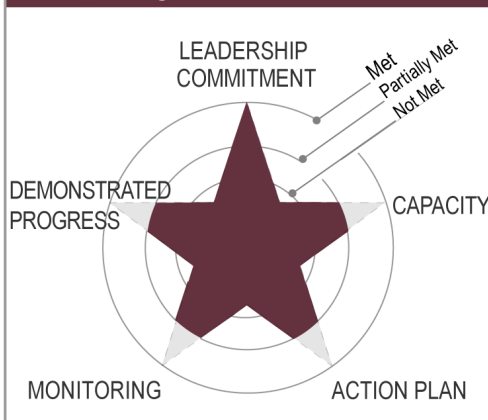 LEADERSHIP
COMMITMENT
Met
Partially Met
Not Met
DEMONSTRATED
PROGRESS
CAPACITY
MONITORING
ACTION PLAN